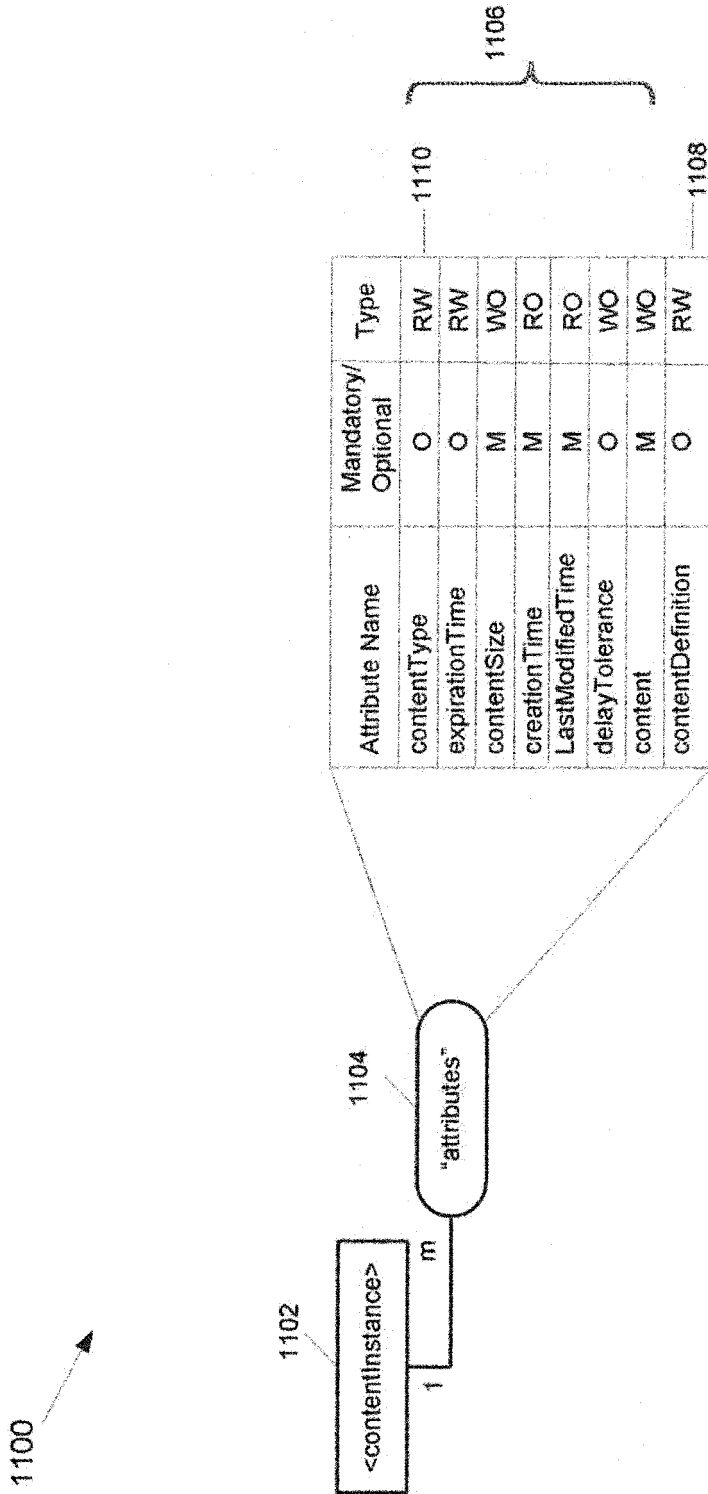 1100
1102
<contentInstance>
1
m
1104
"attributes"
Attribute Name Mandatory/ Optional Type
contentType O RW
expirationTime O RW
contentSize M WO
creationTime M RO
LastModifiedTime M RO
delayTolerance O WO
content M WO
contentDefinition O RW
1110
1106
1108